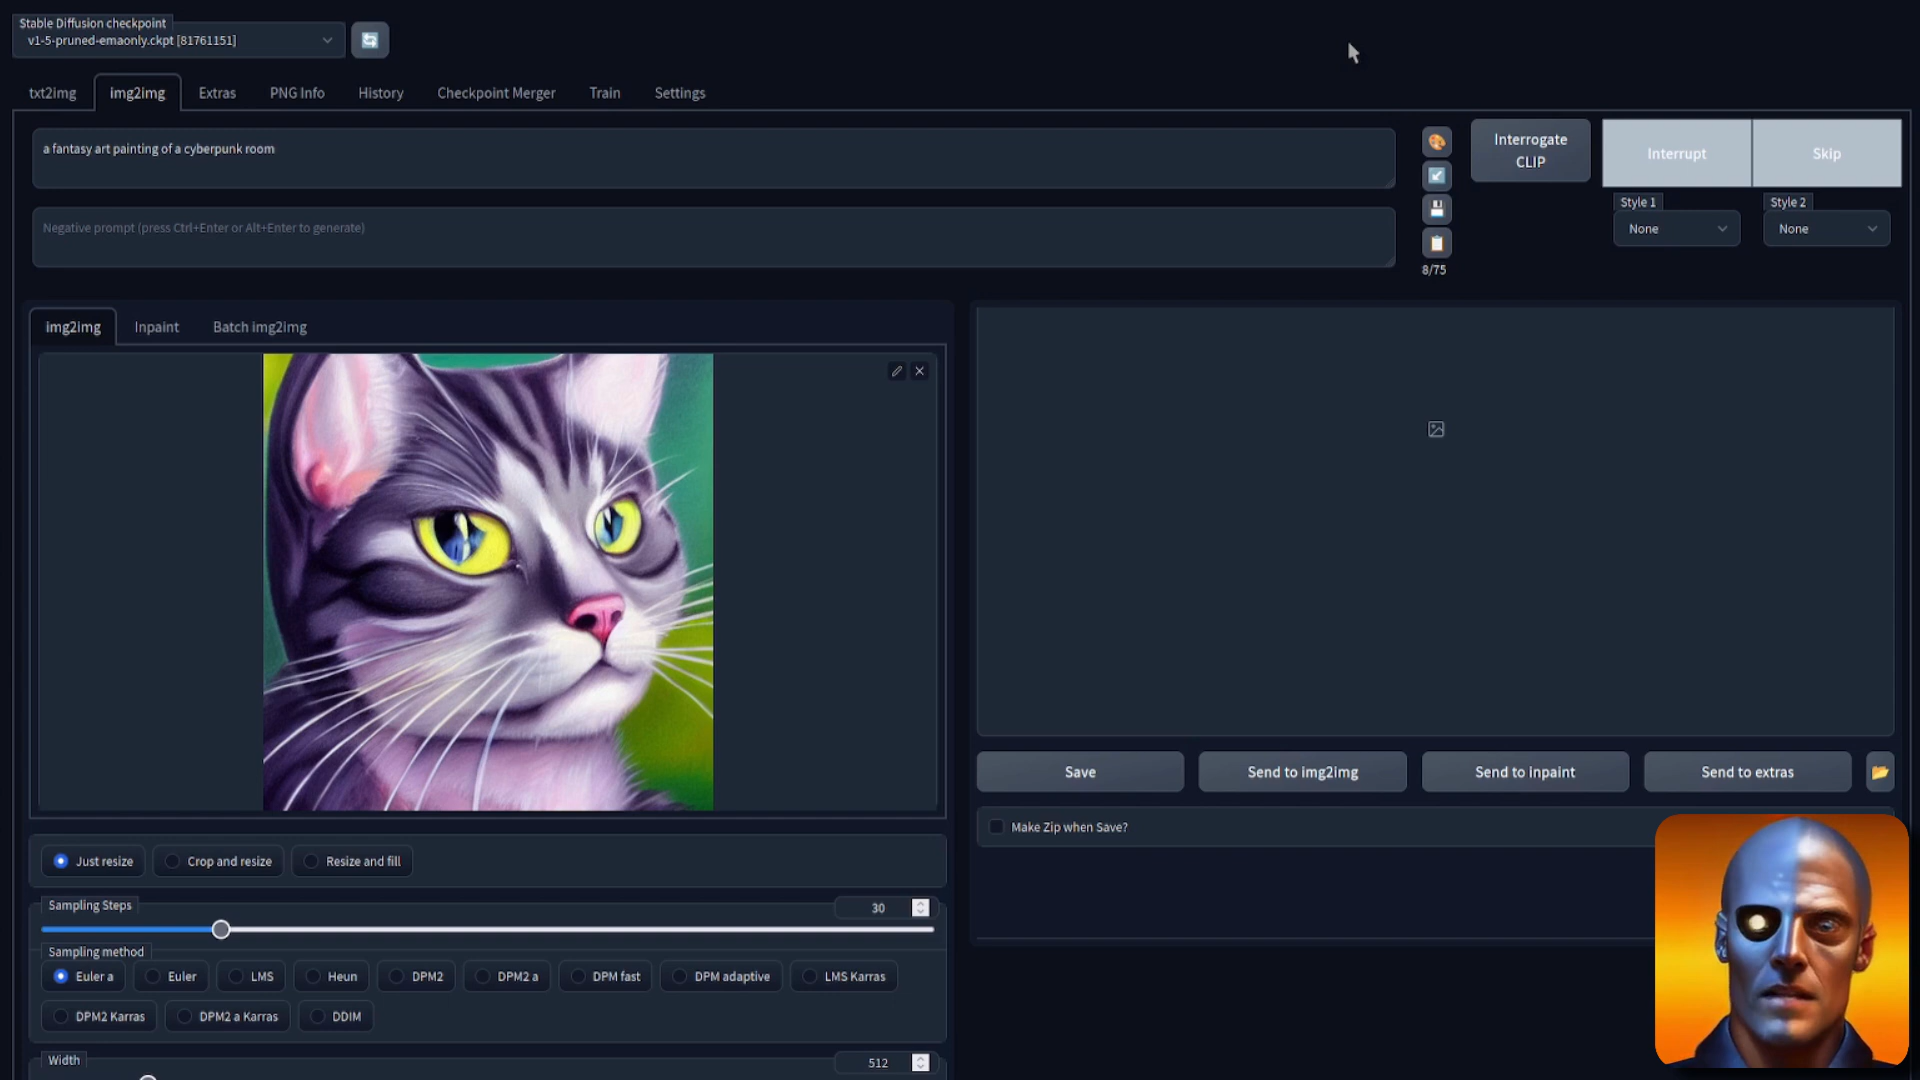 Stable Diffusion checkpoint
v1-5-pruned-emaonly.ckpt [81761151]
txt2img img2img Extras PNG Info History Checkpoint Merger Train Settings
a fantasy art painting of a cyberpunk room
Negative prompt (press Ctrl+Enter or Alt+Enter to generate)
8/75
Interrogate
CLIP
Interrupt Skip
Style 1 Style 2
None None
img2img Inpaint Batch img2img
Save Send to img2img Send to inpaint Send to extras
Make Zip when Save?
Just resize Crop and resize Resize and fill
Sampling Steps 30
Sampling method
Euler a Euler LMS Heun DPM2 DPM2 a DPM fast DPM adaptive LMS Karras
DPM2 Karras DPM2 a Karras DDIM
Width 512